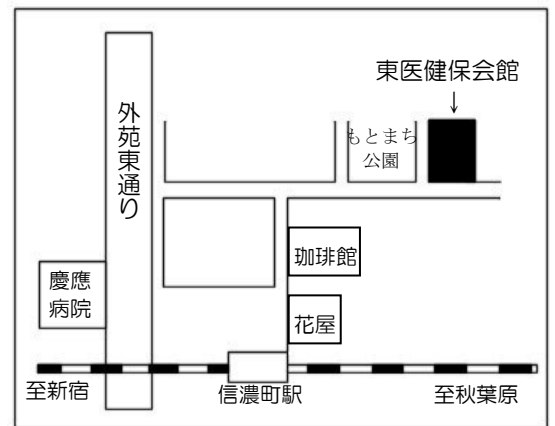 東医健保会館
外苑東通り
もとまち
公園
珈琲館
慶應
病院
花屋
至新宿
信濃町駅
至秋葉原